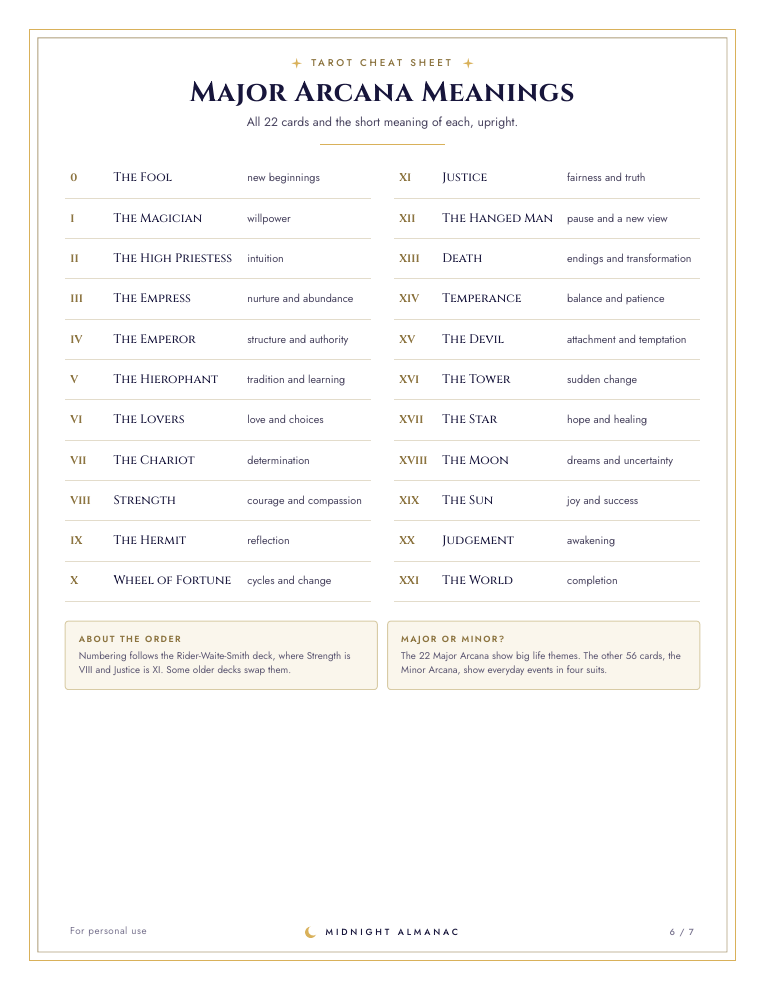 TAROT CHEAT SHEET
Major Arcana Meanings
All 22 cards and the short meaning of each, upright.
0 The Fool new beginnings
I The Magician willpower
II The High Priestess intuition
III The Empress nurture and abundance
IV The Emperor structure and authority
V The Hierophant tradition and learning
VI The Lovers love and choices
VII The Chariot determination
VIII Strength courage and compassion
IX The Hermit reflection
X Wheel of Fortune cycles and change
XI Justice fairness and truth
XII The Hanged Man pause and a new view
XIII Death endings and transformation
XIV Temperance balance and patience
XV The Devil attachment and temptation
XVI The Tower sudden change
XVII The Star hope and healing
XVIII The Moon dreams and uncertainty
XIX The Sun joy and success
XX Judgement awakening
XXI The World completion
ABOUT THE ORDER
Numbering follows the Rider-Waite-Smith deck, where Strength is
VIII and Justice is XI. Some older decks swap them.
MAJOR OR MINOR?
The 22 Major Arcana show big life themes. The other 56 cards, the
Minor Arcana, show everyday events in four suits.
For personal use
MIDNIGHT ALMANAC
6 / 7